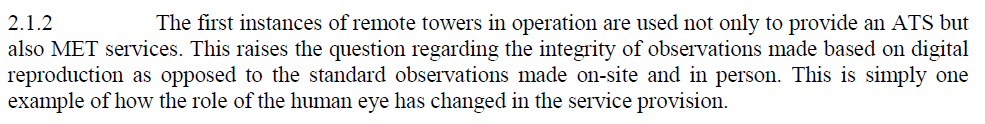 2.1.2 The first instances of remote towers in operation are used not only to provide an ATS but
also MET services. This raises the question regarding the integrity of observations made based on digital
reproduction as opposed to the standard observations made on-site and in person. This is simply one
example of how the role of the human eye has changed in the service provision.